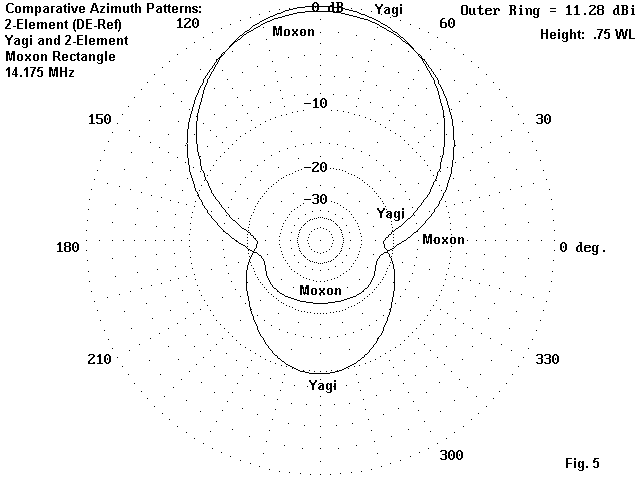 Comparative Azimuth Patterns:
2-Element (DE-Ref)
Yagi and 2-Element
Moxon Rectangle
14.175 MHz
0 dB
Yagi
Outer Ring = 11.28 dBi
Height: .75 WL
120
Moxon
60
-10
150
30
-20
-30
Yagi
180
Moxon
0 deg.
Moxon
210
330
Yagi
300
Fig. 5